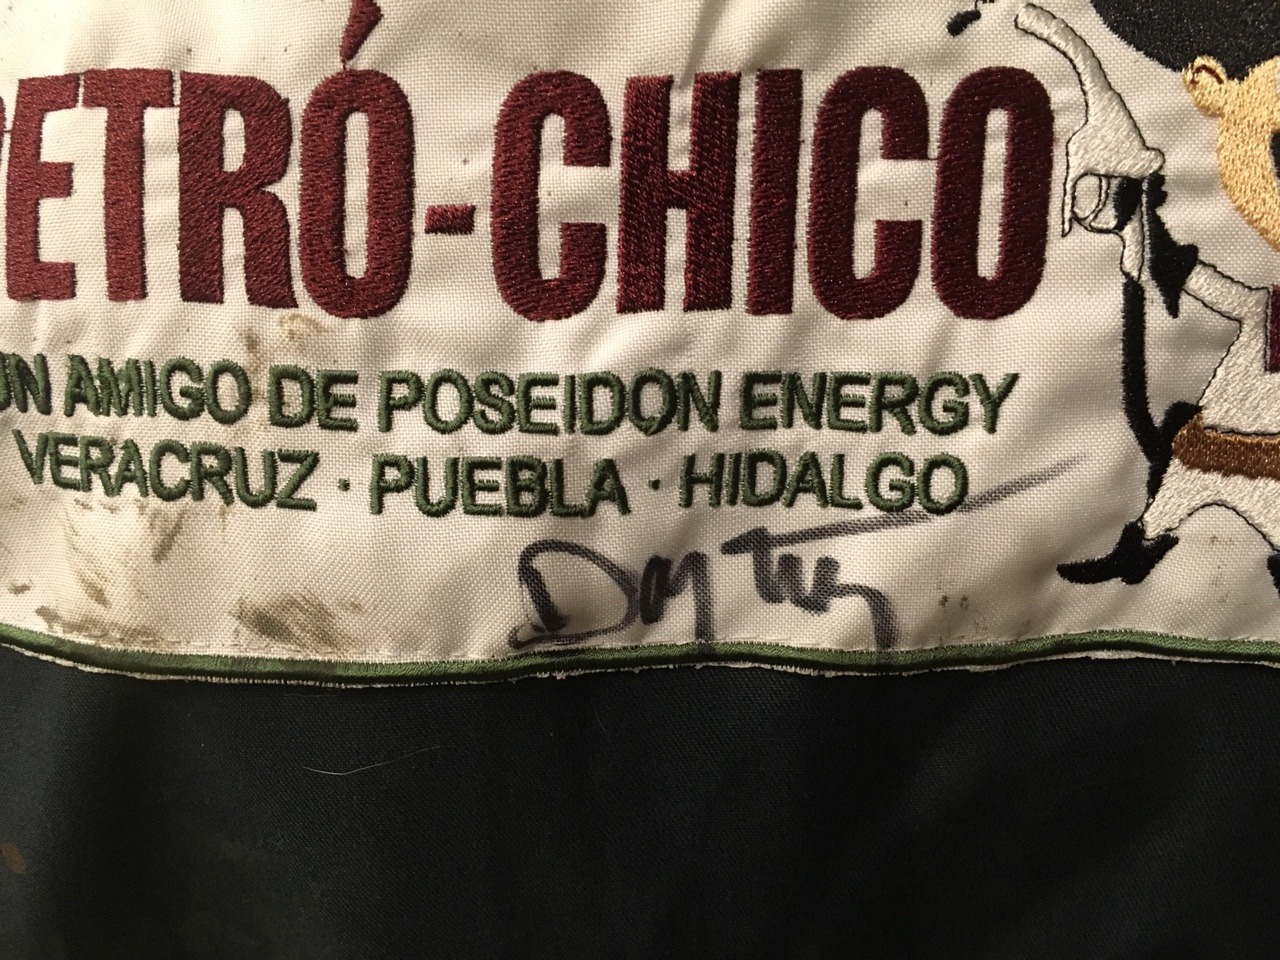 ETRÓ-CHICO
UN AMIGO DE POSEIDON ENERGY
VERACRUZ · PUEBLA · HIDALGO